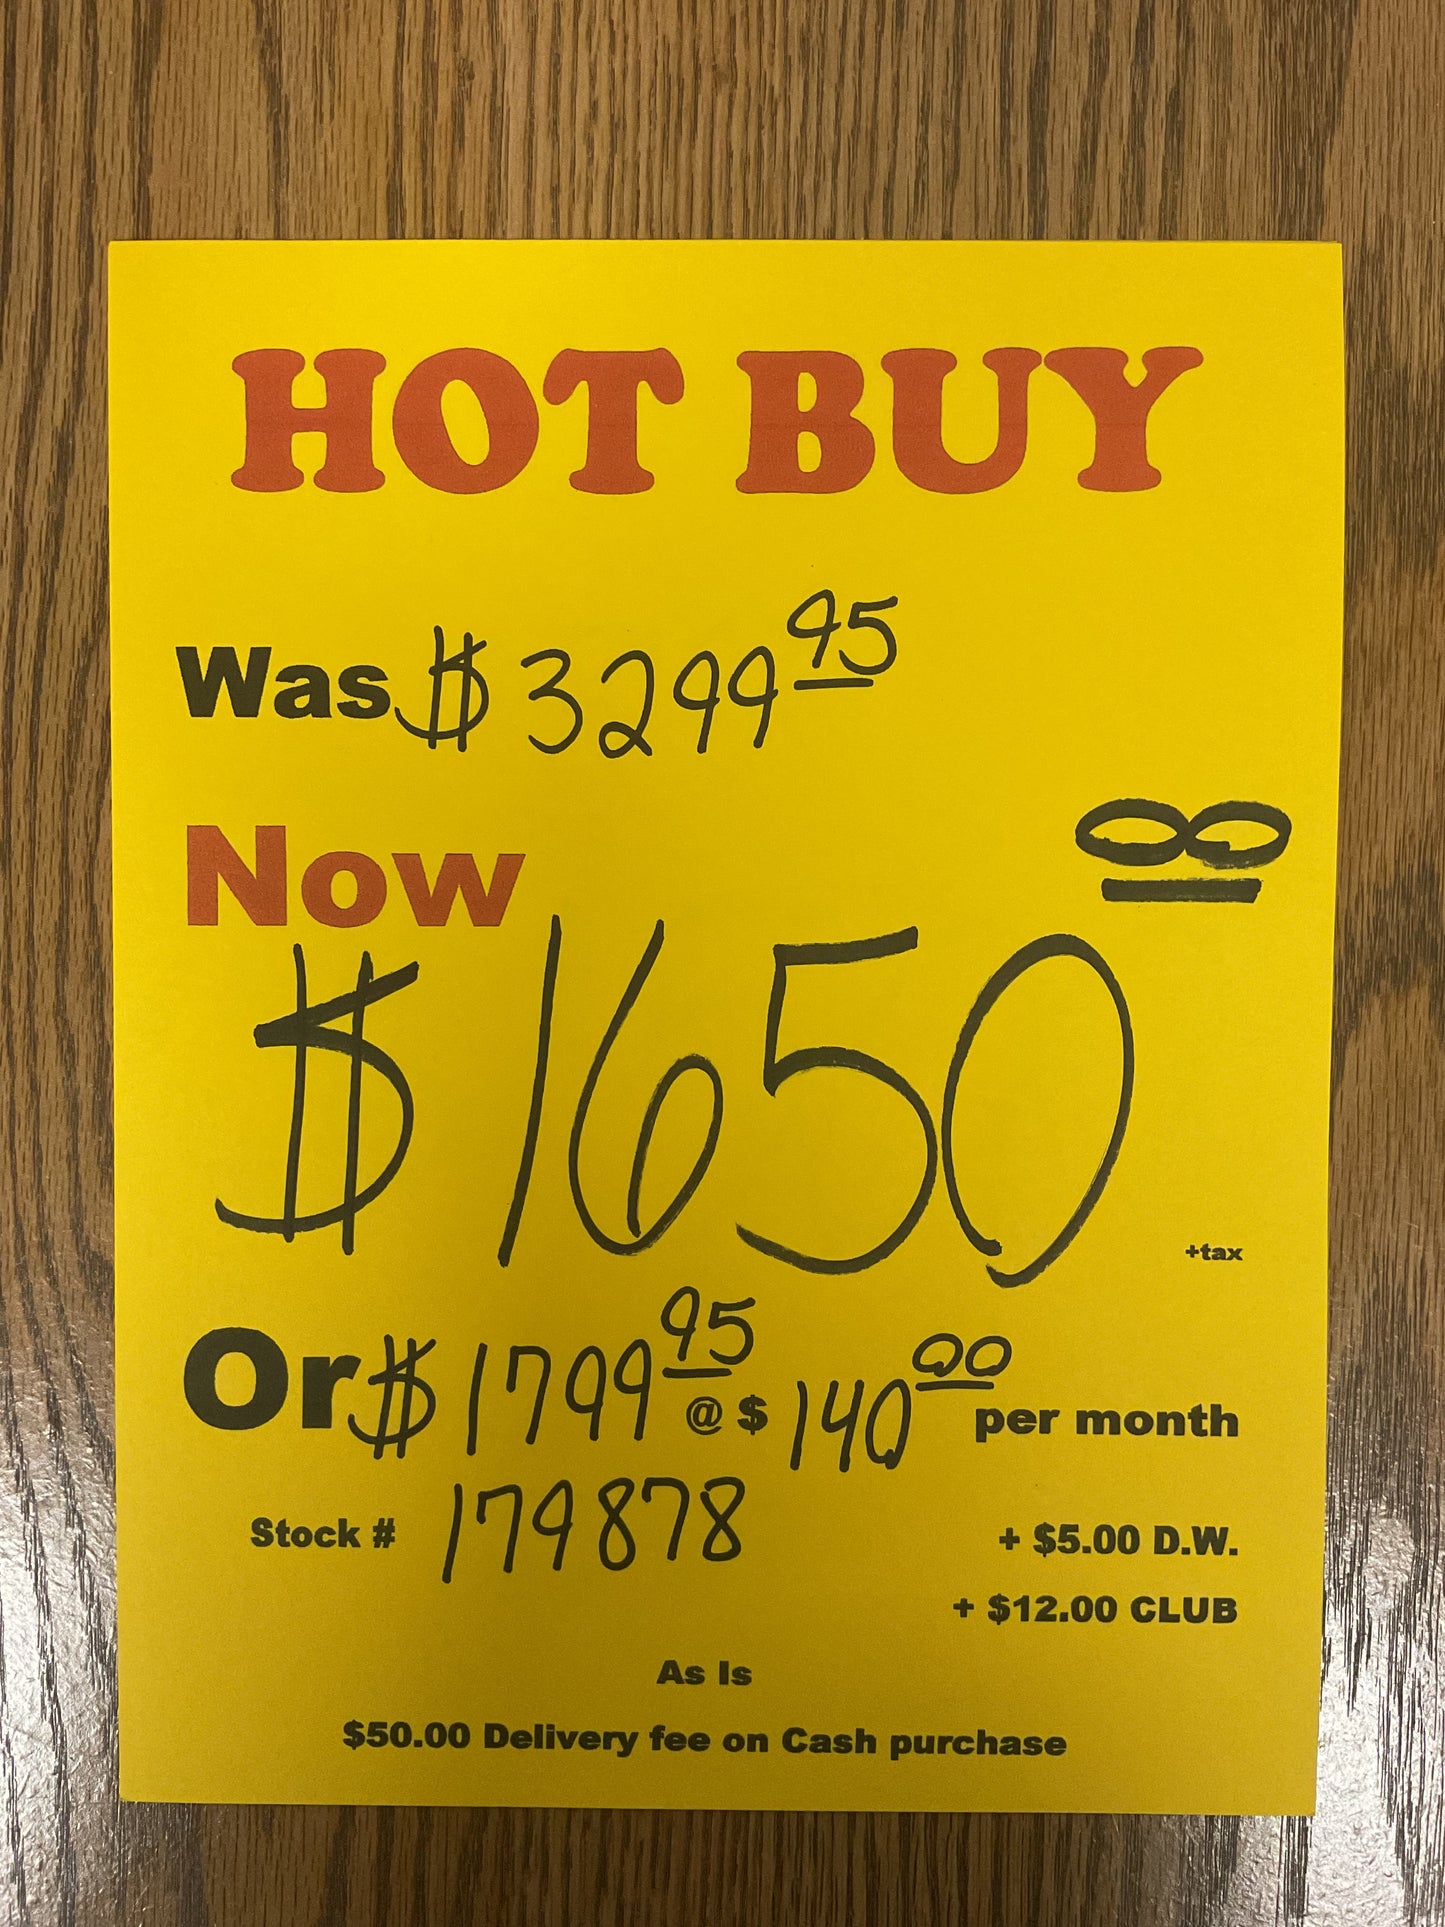 HOT BUY
Was $3299.95
Now
$1650.00
+tax
Or $1799.95 @ $140.00 per month
Stock # 179878
+ $5.00 D.W.
+ $12.00 CLUB
As Is
$50.00 Delivery fee on Cash purchase